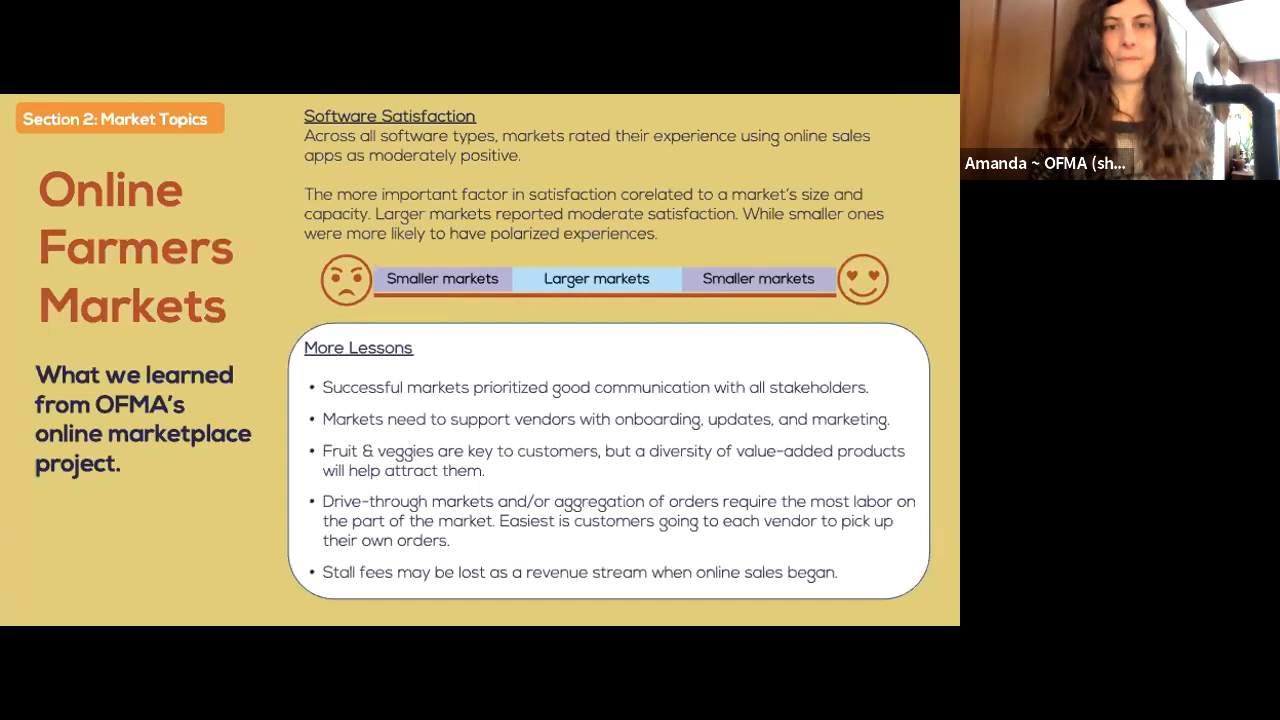 Section 2: Market Topics
Online
Farmers
Markets
What we learned
from OFMA's
online marketplace
project.
Software Satisfaction
Across all software types, markets rated their experience using online sales
apps as moderately positive.
The more important factor in satisfaction corelated to a market's size and
capacity. Larger markets reported moderate satisfaction. While smaller ones
were more likely to have polarized experiences.
Smaller markets Larger markets Smaller markets
More Lessons
• Successful markets prioritized good communication with all stakeholders.
• Markets need to support vendors with onboarding, updates, and marketing.
• Fruit & veggies are key to customers, but a diversity of value-added products
will help attract them.
• Drive-through markets and/or aggregation of orders require the most labor on
the part of the market. Easiest is customers going to each vendor to pick up
their own orders.
• Stall fees may be lost as a revenue stream when online sales began.
Amanda ~ OFMA (sh...